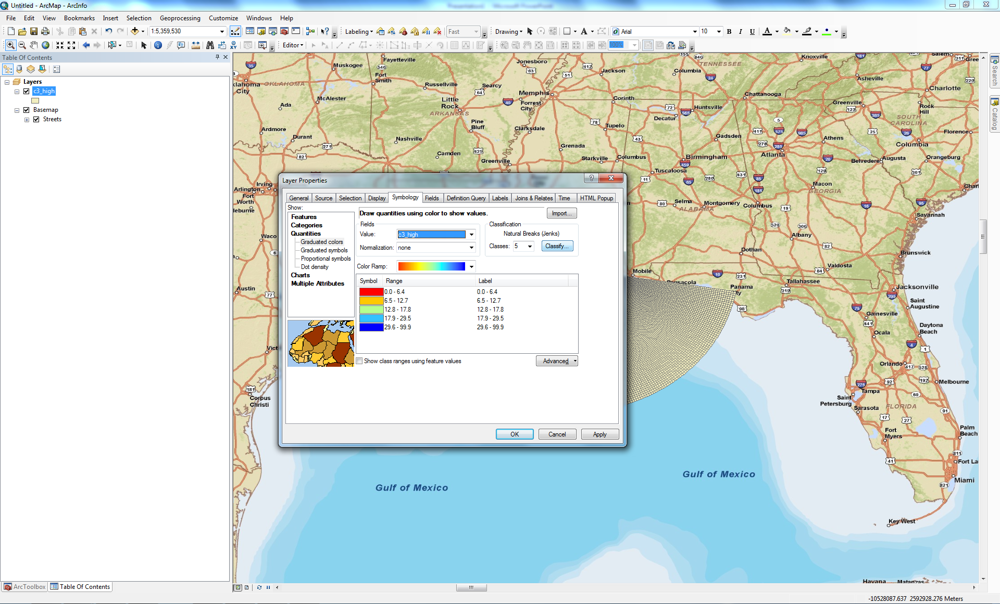 Untitled - ArcMap - ArcInfo
File Edit View Bookmarks Insert Selection Geoprocessing Customize Windows Help
1:5,359,530
Labeling
Fast
Drawing
Arial
10
B I U A
Editor
100%
Table Of Contents
Layers
c3_high
Basemap
Streets
Search
Catalog
Layer Properties
General Source Selection Display Symbology Fields Definition Query Labels Joins & Relates Time HTML Popup
Show:
Features
Categories
Quantities
Graduated colors
Graduated symbols
Proportional symbols
Dot density
Charts
Multiple Attributes
Draw quantities using color to show values.
Import...
Fields
Value: c3_high
Normalization: none
Classification
Natural Breaks (Jenks)
Classes: 5
Classify...
Color Ramp:
Symbol Range Label
0.0 - 6.4 0.0 - 6.4
6.5 - 12.7 6.5 - 12.7
12.8 - 17.8 12.8 - 17.8
17.9 - 29.5 17.9 - 29.5
29.6 - 99.9 29.6 - 99.9
Show class ranges using feature values
Advanced
OK Cancel Apply
Fayetteville
Muskogee
Fort Smith
OKLAHOMA
City
Russellville
Searcy
Jonesboro
Jackson
Columbia
TENNESSEE
Knoxville
Asheville
Charlotte
Salem
McAlester
Ada
Little Rock
ARKANSAS
Memphis
Forrest City
Corinth
Huntsville
Decatur
Chattanooga
Greenville
Rock Hill
SOUTH CAROLINA
Florence
Ardmore
Durant
Nashville
Pine Bluff
Clarksdale
Tupelo
Gadsden
Athens
Columbia
Camden
Grenada
Greenville
Starkville
Columbus
Birmingham
Atlanta
Belvedere
Augusta
Orangeburg
Tuscaloosa
Irving
Arlington
Fort Worth
leburne
Macon
GEORGIA
Selma
ALABAMA
Montgomery
Columbus
Savannah
Waco
Albany
Dothan
Brunswick
Austin
Mobile
Pensacola
Panama
Tallahassee
Valdosta
Jacksonville
Saint Augustine
Gainesville
Ocala
Daytona Beach
Vict
Orlando
Melbourne
Corpus Christi
Tampa
Saint Petersburg
Sarasota
FLORIDA
Fort Myers
Palm Beach
Fort La
Miami
Key West
Gulf of Mexico
Gulf of Mexico
Havana
Matanzas
ArcToolbox Table Of Contents
-10528087.637 2592928.276 Meters